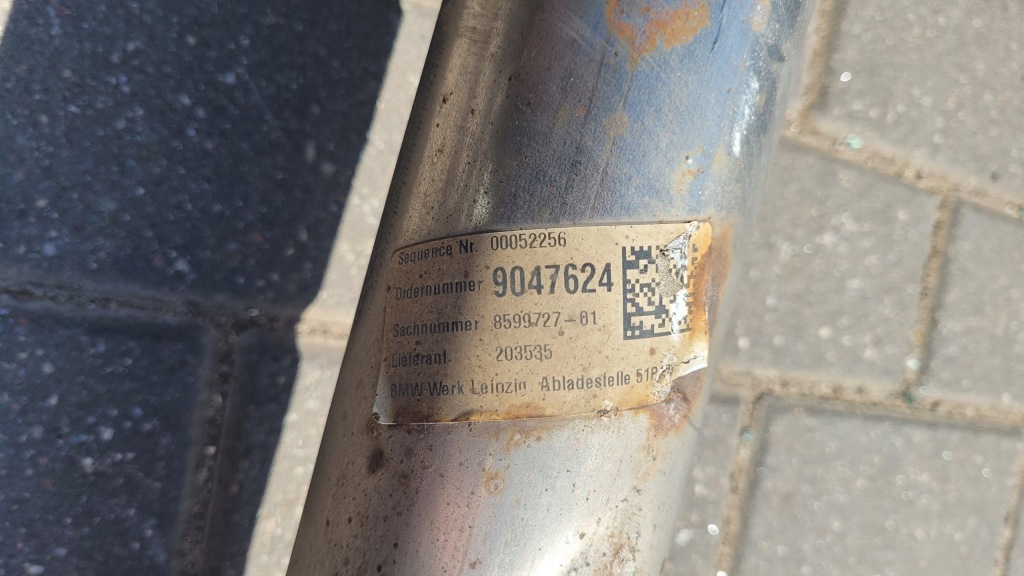 Sequence Nr. 00052256
Ordernummer 9047624
Sachnummer 8599727-01
Lieferant 203535
BMW Werk Leipzig Abladestelle